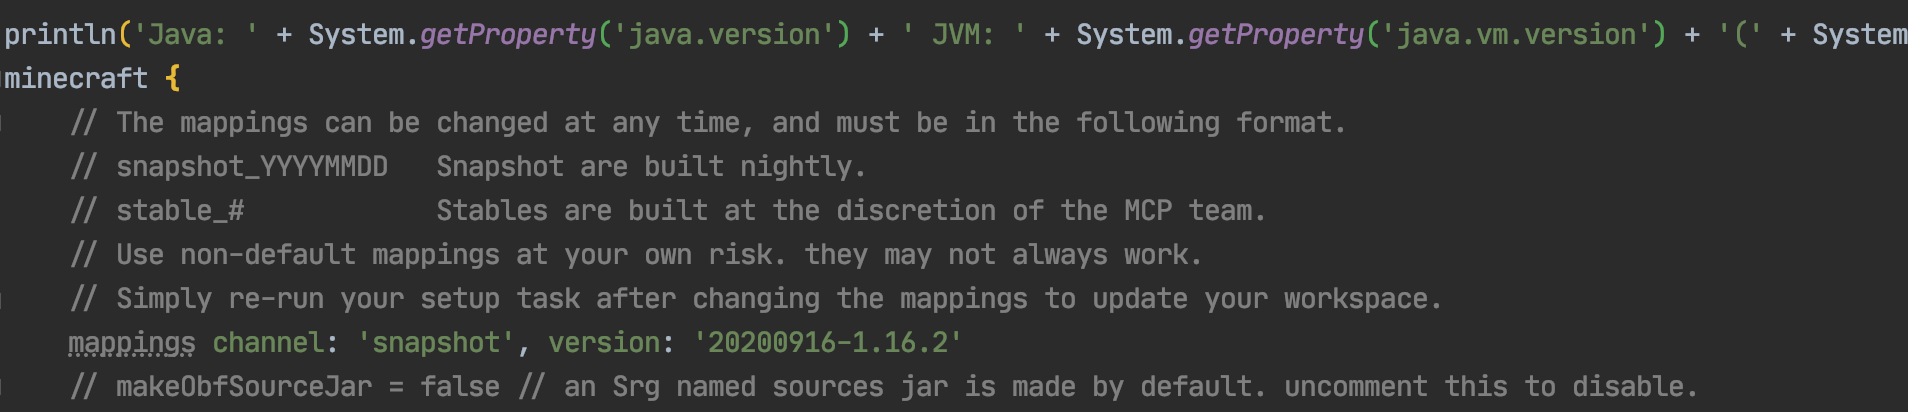 println('Java: ' + System.getProperty('java.version') + ' JVM: ' + System.getProperty('java.vm.version') + '(' + System
minecraft {
// The mappings can be changed at any time, and must be in the following format.
// snapshot_YYYYMMDD   Snapshot are built nightly.
// stable_#            Stables are built at the discretion of the MCP team.
// Use non-default mappings at your own risk. they may not always work.
// Simply re-run your setup task after changing the mappings to update your workspace.
mappings channel: 'snapshot', version: '20200916-1.16.2'
// makeObfSourceJar = false // an Srg named sources jar is made by default. uncomment this to disable.